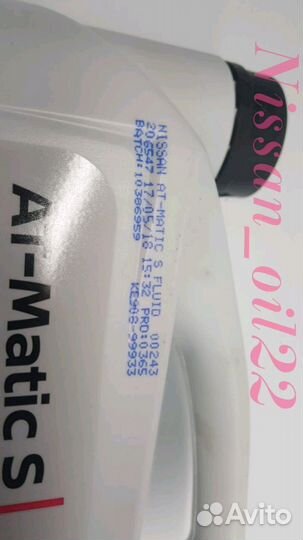 NISSAN AT-MATIC S FLUID 00243
206547 17/05/18 15:32 PRO:0365
BATCH:10386959 KE908-99933
AT-Matic S
Nissan_oil22
Avito